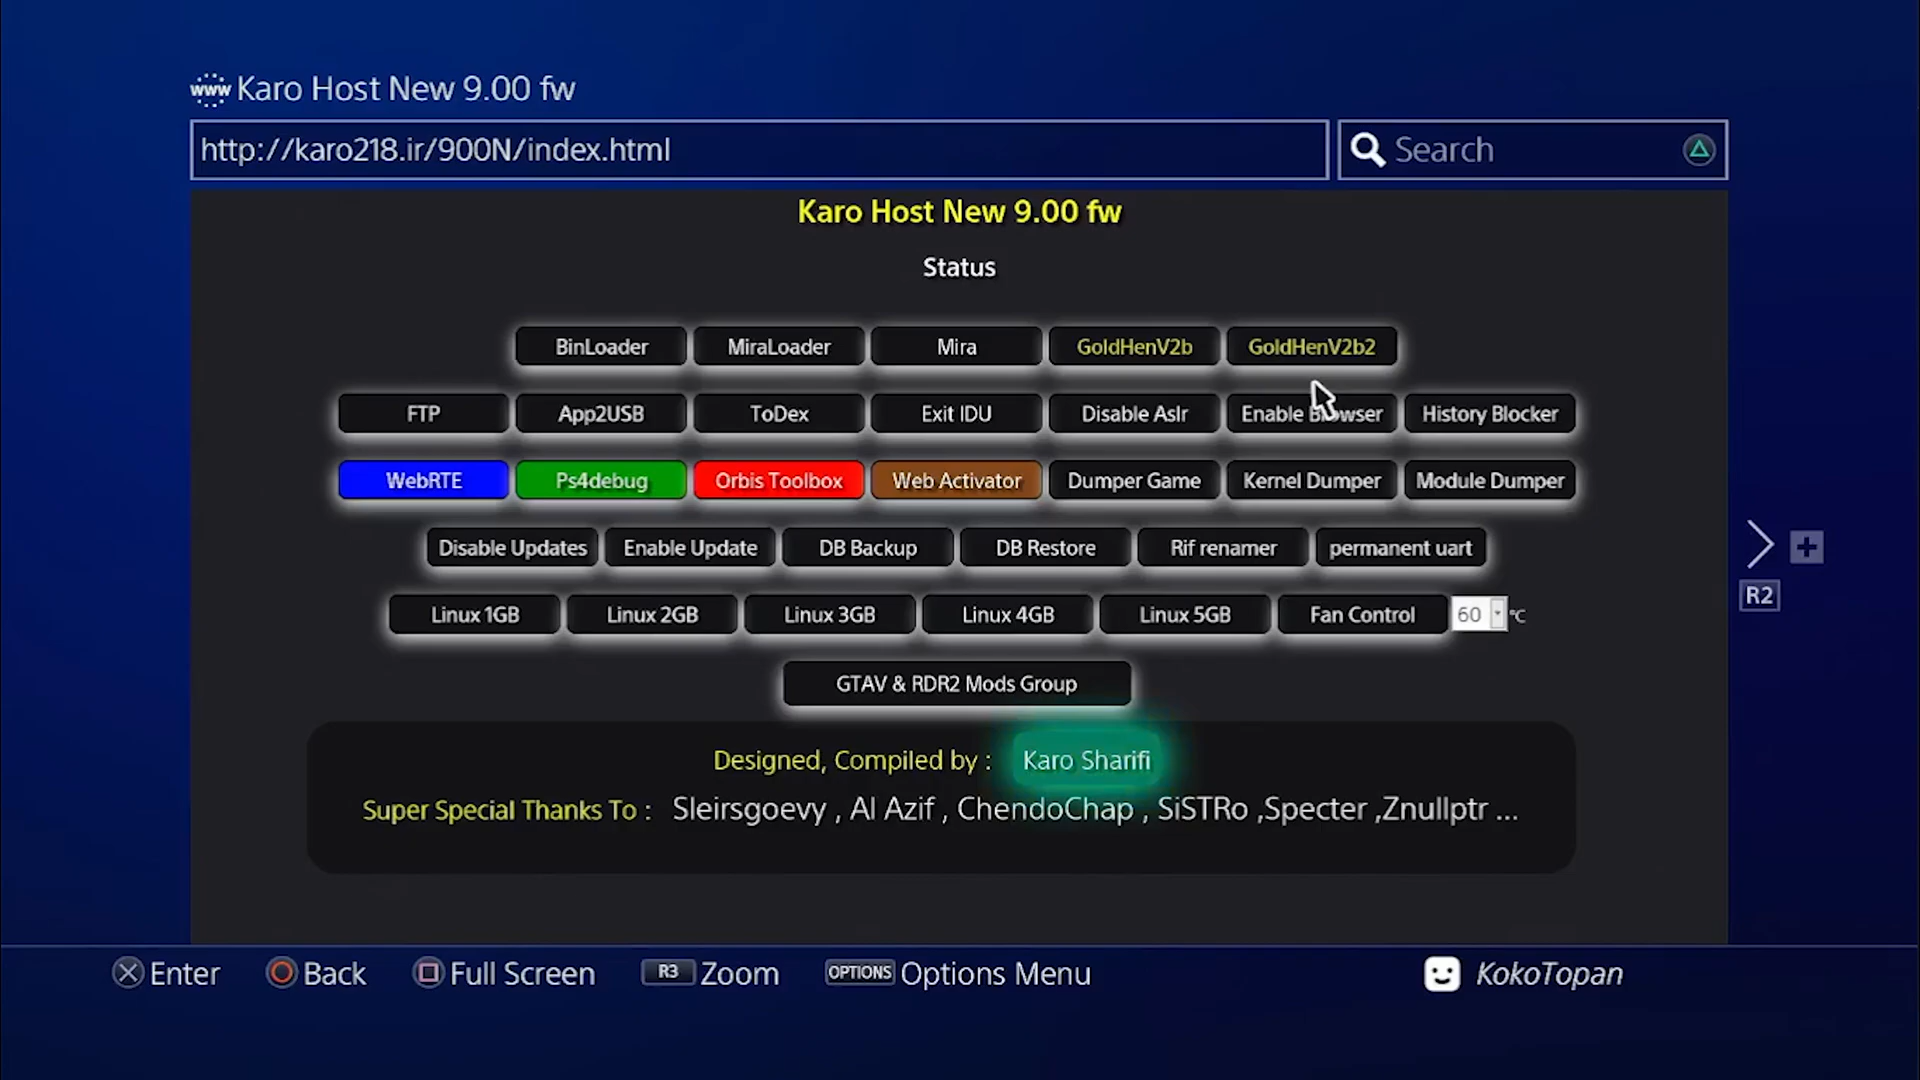 www Karo Host New 9.00 fw
http://karo218.ir/900N/index.html Search
Karo Host New 9.00 fw
Status
BinLoader MiraLoader Mira GoldHenV2b GoldHenV2b2
FTP App2USB ToDex Exit IDU Disable Aslr Enable Browser History Blocker
WebRTE Ps4debug Orbis Toolbox Web Activator Dumper Game Kernel Dumper Module Dumper
Disable Updates Enable Update DB Backup DB Restore Rif renamer permanent uart
R2
Linux 1GB Linux 2GB Linux 3GB Linux 4GB Linux 5GB Fan Control 60 °C
GTAV & RDR2 Mods Group
Designed, Compiled by : Karo Sharifi
Super Special Thanks To : Sleirsgoevy , Al Azif , ChendoChap , SiSTRo ,Specter ,Znullptr ...
Enter Back Full Screen R3 Zoom OPTIONS Options Menu KokoTopan